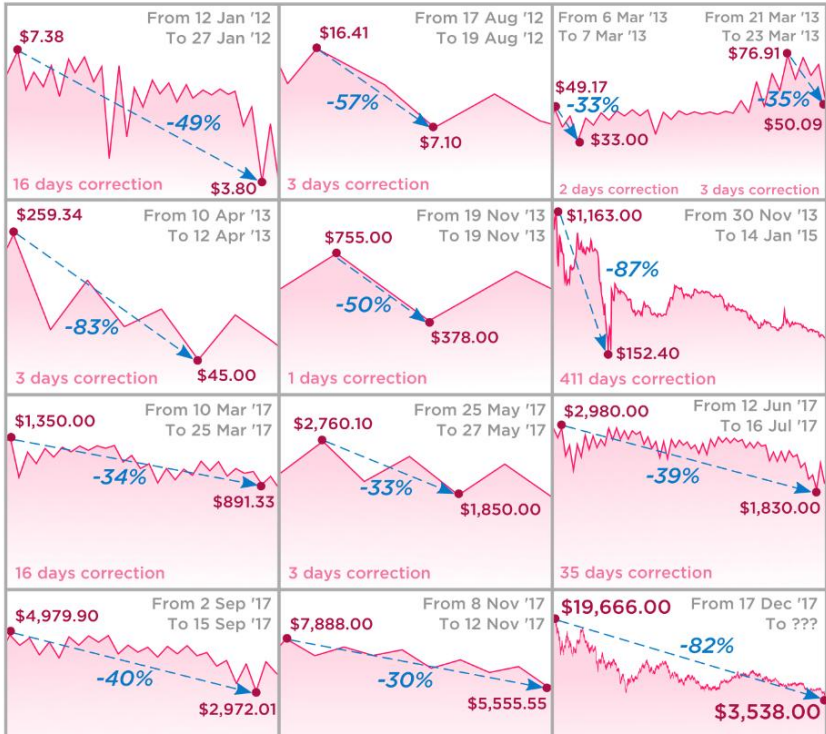 From 12 Jan '12
To 27 Jan '12
$7.38
-49%
$3.80
16 days correction
From 17 Aug '12
To 19 Aug '12
$16.41
-57%
$7.10
3 days correction
From 6 Mar '13
To 7 Mar '13
$49.17
-33%
$33.00
2 days correction
From 21 Mar '13
To 23 Mar '13
$76.91
-35%
$50.09
3 days correction
$259.34
From 10 Apr '13
To 12 Apr '13
-83%
$45.00
3 days correction
From 19 Nov '13
To 19 Nov '13
$755.00
-50%
$378.00
1 days correction
$1,163.00
From 30 Nov '13
To 14 Jan '15
-87%
$152.40
411 days correction
From 10 Mar '17
To 25 Mar '17
$1,350.00
-34%
$891.33
16 days correction
From 25 May '17
To 27 May '17
$2,760.10
-33%
$1,850.00
3 days correction
From 12 Jun '17
To 16 Jul '17
$2,980.00
-39%
$1,830.00
35 days correction
From 2 Sep '17
To 15 Sep '17
$4,979.90
-40%
$2,972.01
From 8 Nov '17
To 12 Nov '17
$7,888.00
-30%
$5,555.55
$19,666.00
From 17 Dec '17
To ???
-82%
$3,538.00